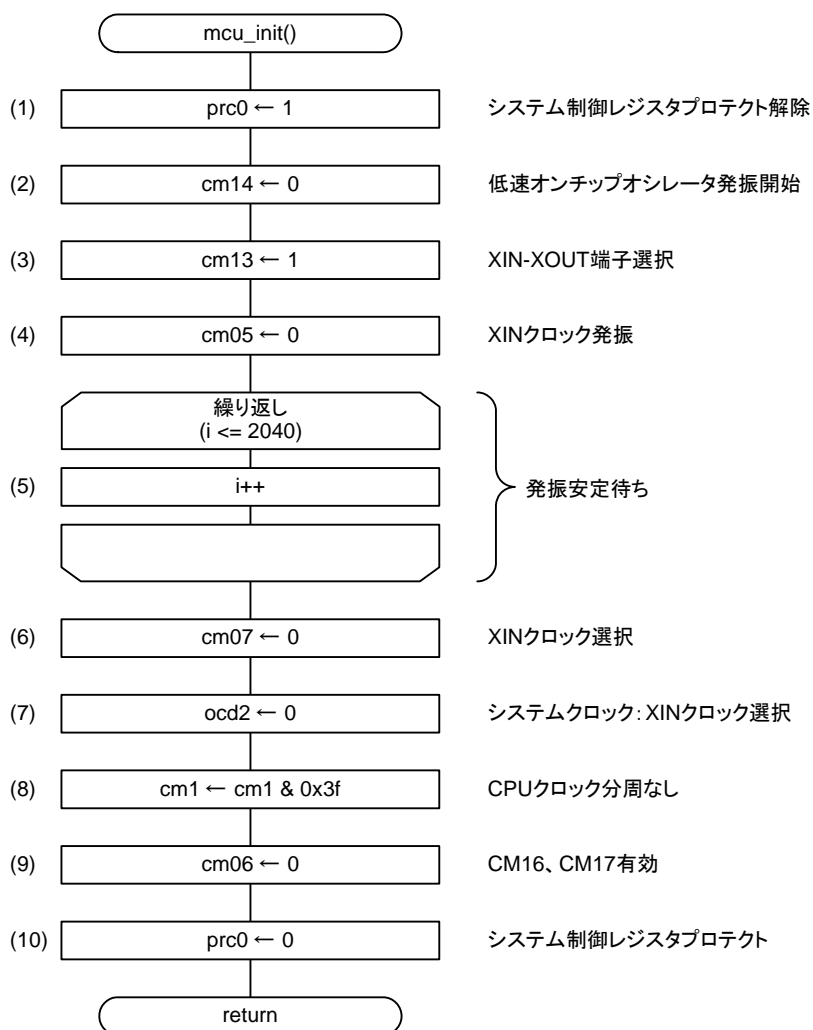 mcu_init()
(1) prc0 ← 1 システム制御レジスタプロテクト解除
(2) cm14 ← 0 低速オンチップオシレータ発振開始
(3) cm13 ← 1 XIN-XOUT端子選択
(4) cm05 ← 0 XINクロック発振
繰り返し
(i <= 2040)
(5) i++ 発振安定待ち
(6) cm07 ← 0 XINクロック選択
(7) ocd2 ← 0 システムクロック：XINクロック選択
(8) cm1 ← cm1 & 0x3f CPUクロック分周なし
(9) cm06 ← 0 CM16、CM17有効
(10) prc0 ← 0 システム制御レジスタプロテクト
return